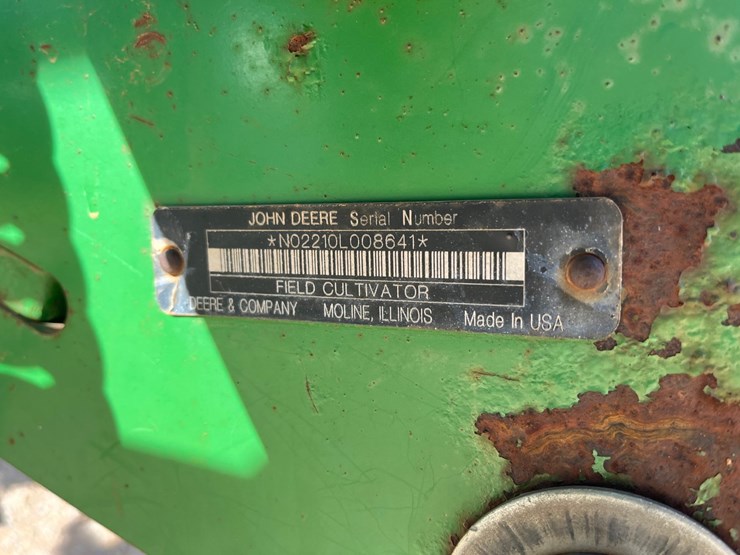 JOHN DEERE Serial Number
*N02210L008641*
FIELD CULTIVATOR
DEERE & COMPANY MOLINE, ILLINOIS Made In USA